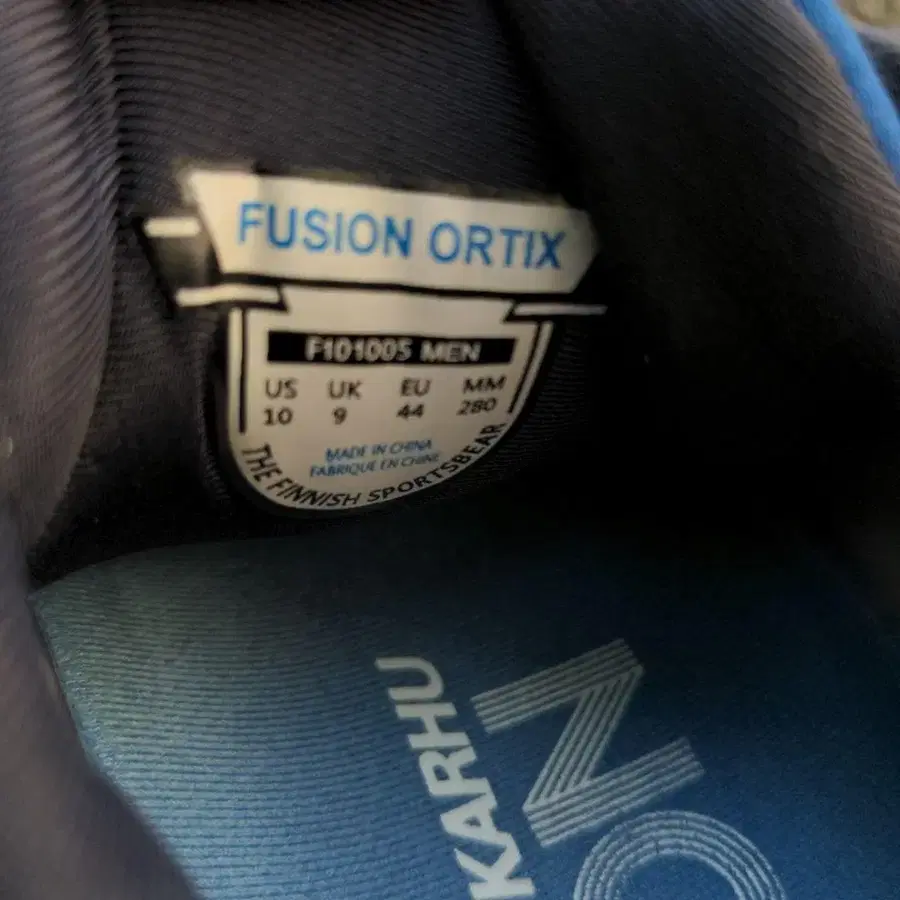 FUSION ORTIX
F101005 MEN
US UK EU MM
10 9 44 280
MADE IN CHINA
FABRIQUE EN CHINE
THE FINNISH SPORTSBEAR
KARHU
ON